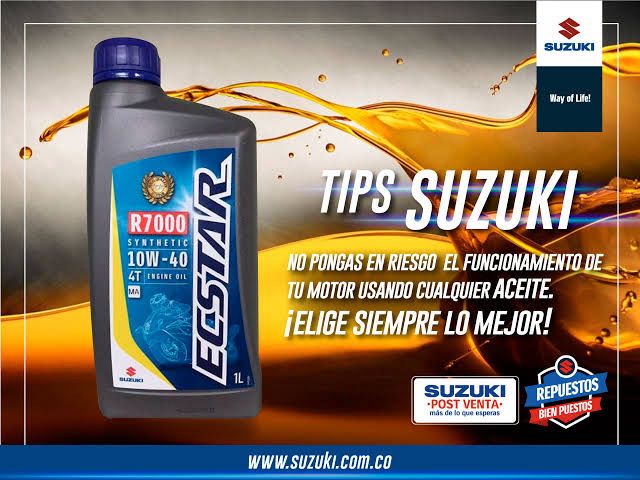 SUZUKI
Way of Life!
TIPS SUZUKI
NO PONGAS EN RIESGO EL FUNCIONAMIENTO DE
TU MOTOR USANDO CUALQUIER ACEITE.
¡ELIGE SIEMPRE LO MEJOR!
R7000
SYNTHETIC
10W-40
4T ENGINE OIL
MA
ECSTAR
SUZUKI
1L
SUZUKI
POST VENTA
más de lo que esperas
REPUESTOS
BIEN PUESTOS
www.suzuki.com.co